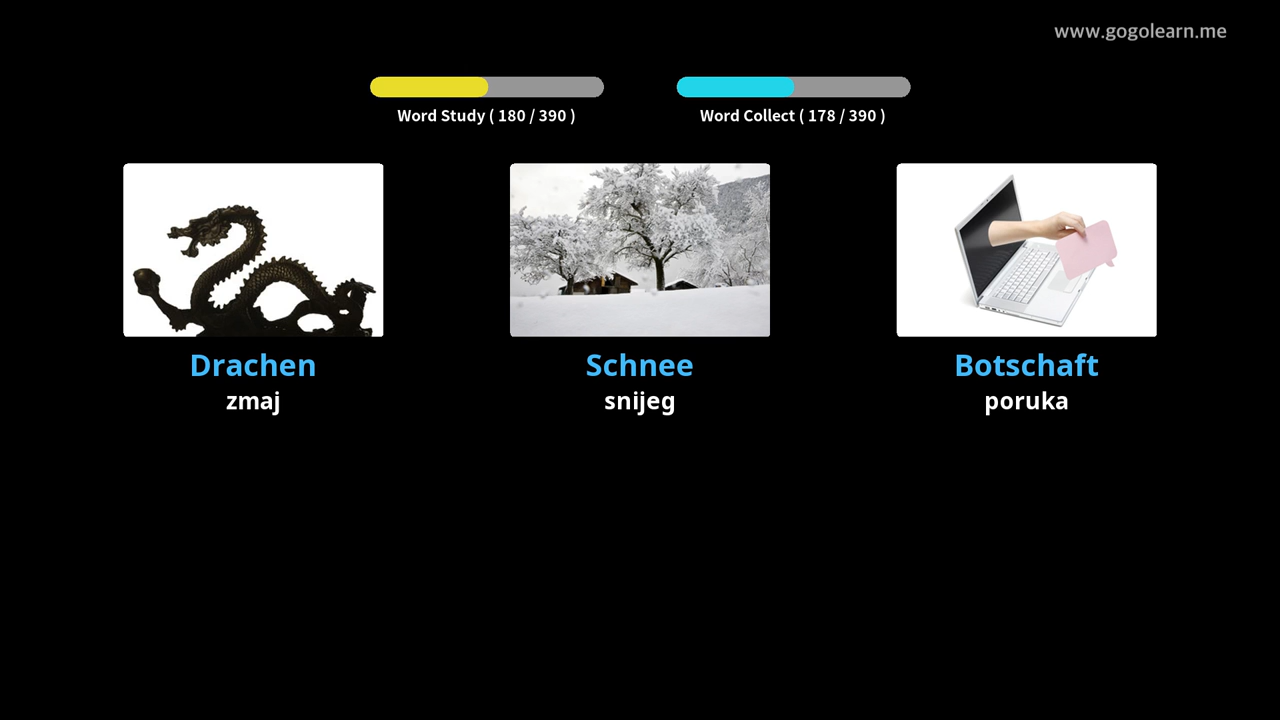 www.gogolearn.me
Word Study ( 180 / 390 )
Word Collect ( 178 / 390 )
Drachen
zmaj
Schnee
snijeg
Botschaft
poruka